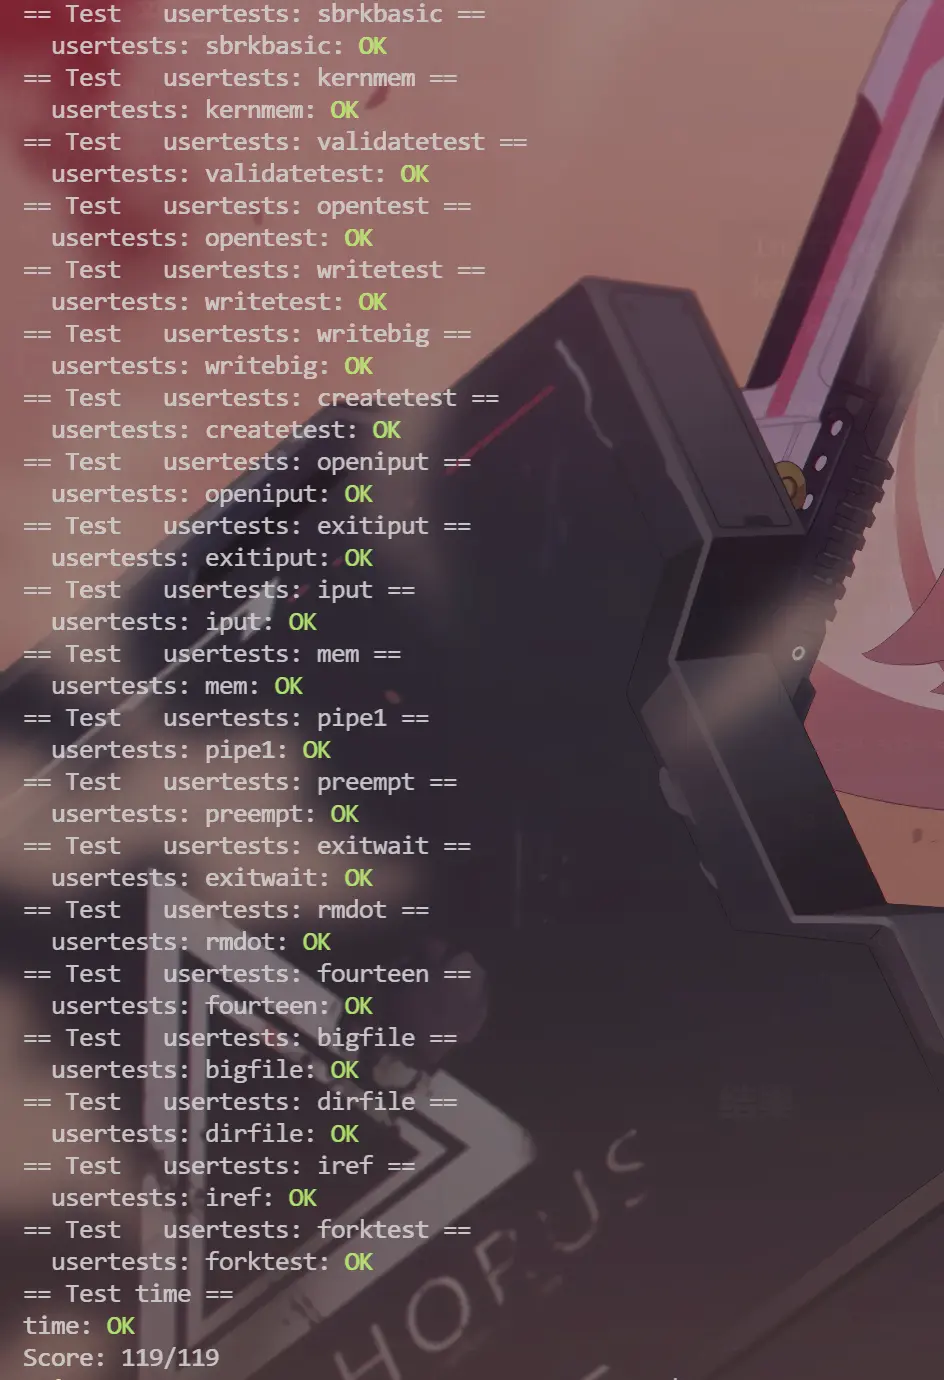 == Test   usertests: sbrkbasic ==
  usertests: sbrkbasic: OK
== Test   usertests: kernmem ==
  usertests: kernmem: OK
== Test   usertests: validatetest ==
  usertests: validatetest: OK
== Test   usertests: opentest ==
  usertests: opentest: OK
== Test   usertests: writetest ==
  usertests: writetest: OK
== Test   usertests: writebig ==
  usertests: writebig: OK
== Test   usertests: createtest ==
  usertests: createtest: OK
== Test   usertests: openiput ==
  usertests: openiput: OK
== Test   usertests: exitiput ==
  usertests: exitiput: OK
== Test   usertests: iput ==
  usertests: iput: OK
== Test   usertests: mem ==
  usertests: mem: OK
== Test   usertests: pipe1 ==
  usertests: pipe1: OK
== Test   usertests: preempt ==
  usertests: preempt: OK
== Test   usertests: exitwait ==
  usertests: exitwait: OK
== Test   usertests: rmdot ==
  usertests: rmdot: OK
== Test   usertests: fourteen ==
  usertests: fourteen: OK
== Test   usertests: bigfile ==
  usertests: bigfile: OK
== Test   usertests: dirfile ==
  usertests: dirfile: OK
== Test   usertests: iref ==
  usertests: iref: OK
== Test   usertests: forktest ==
  usertests: forktest: OK
== Test time ==
time: OK
Score: 119/119
HORUS